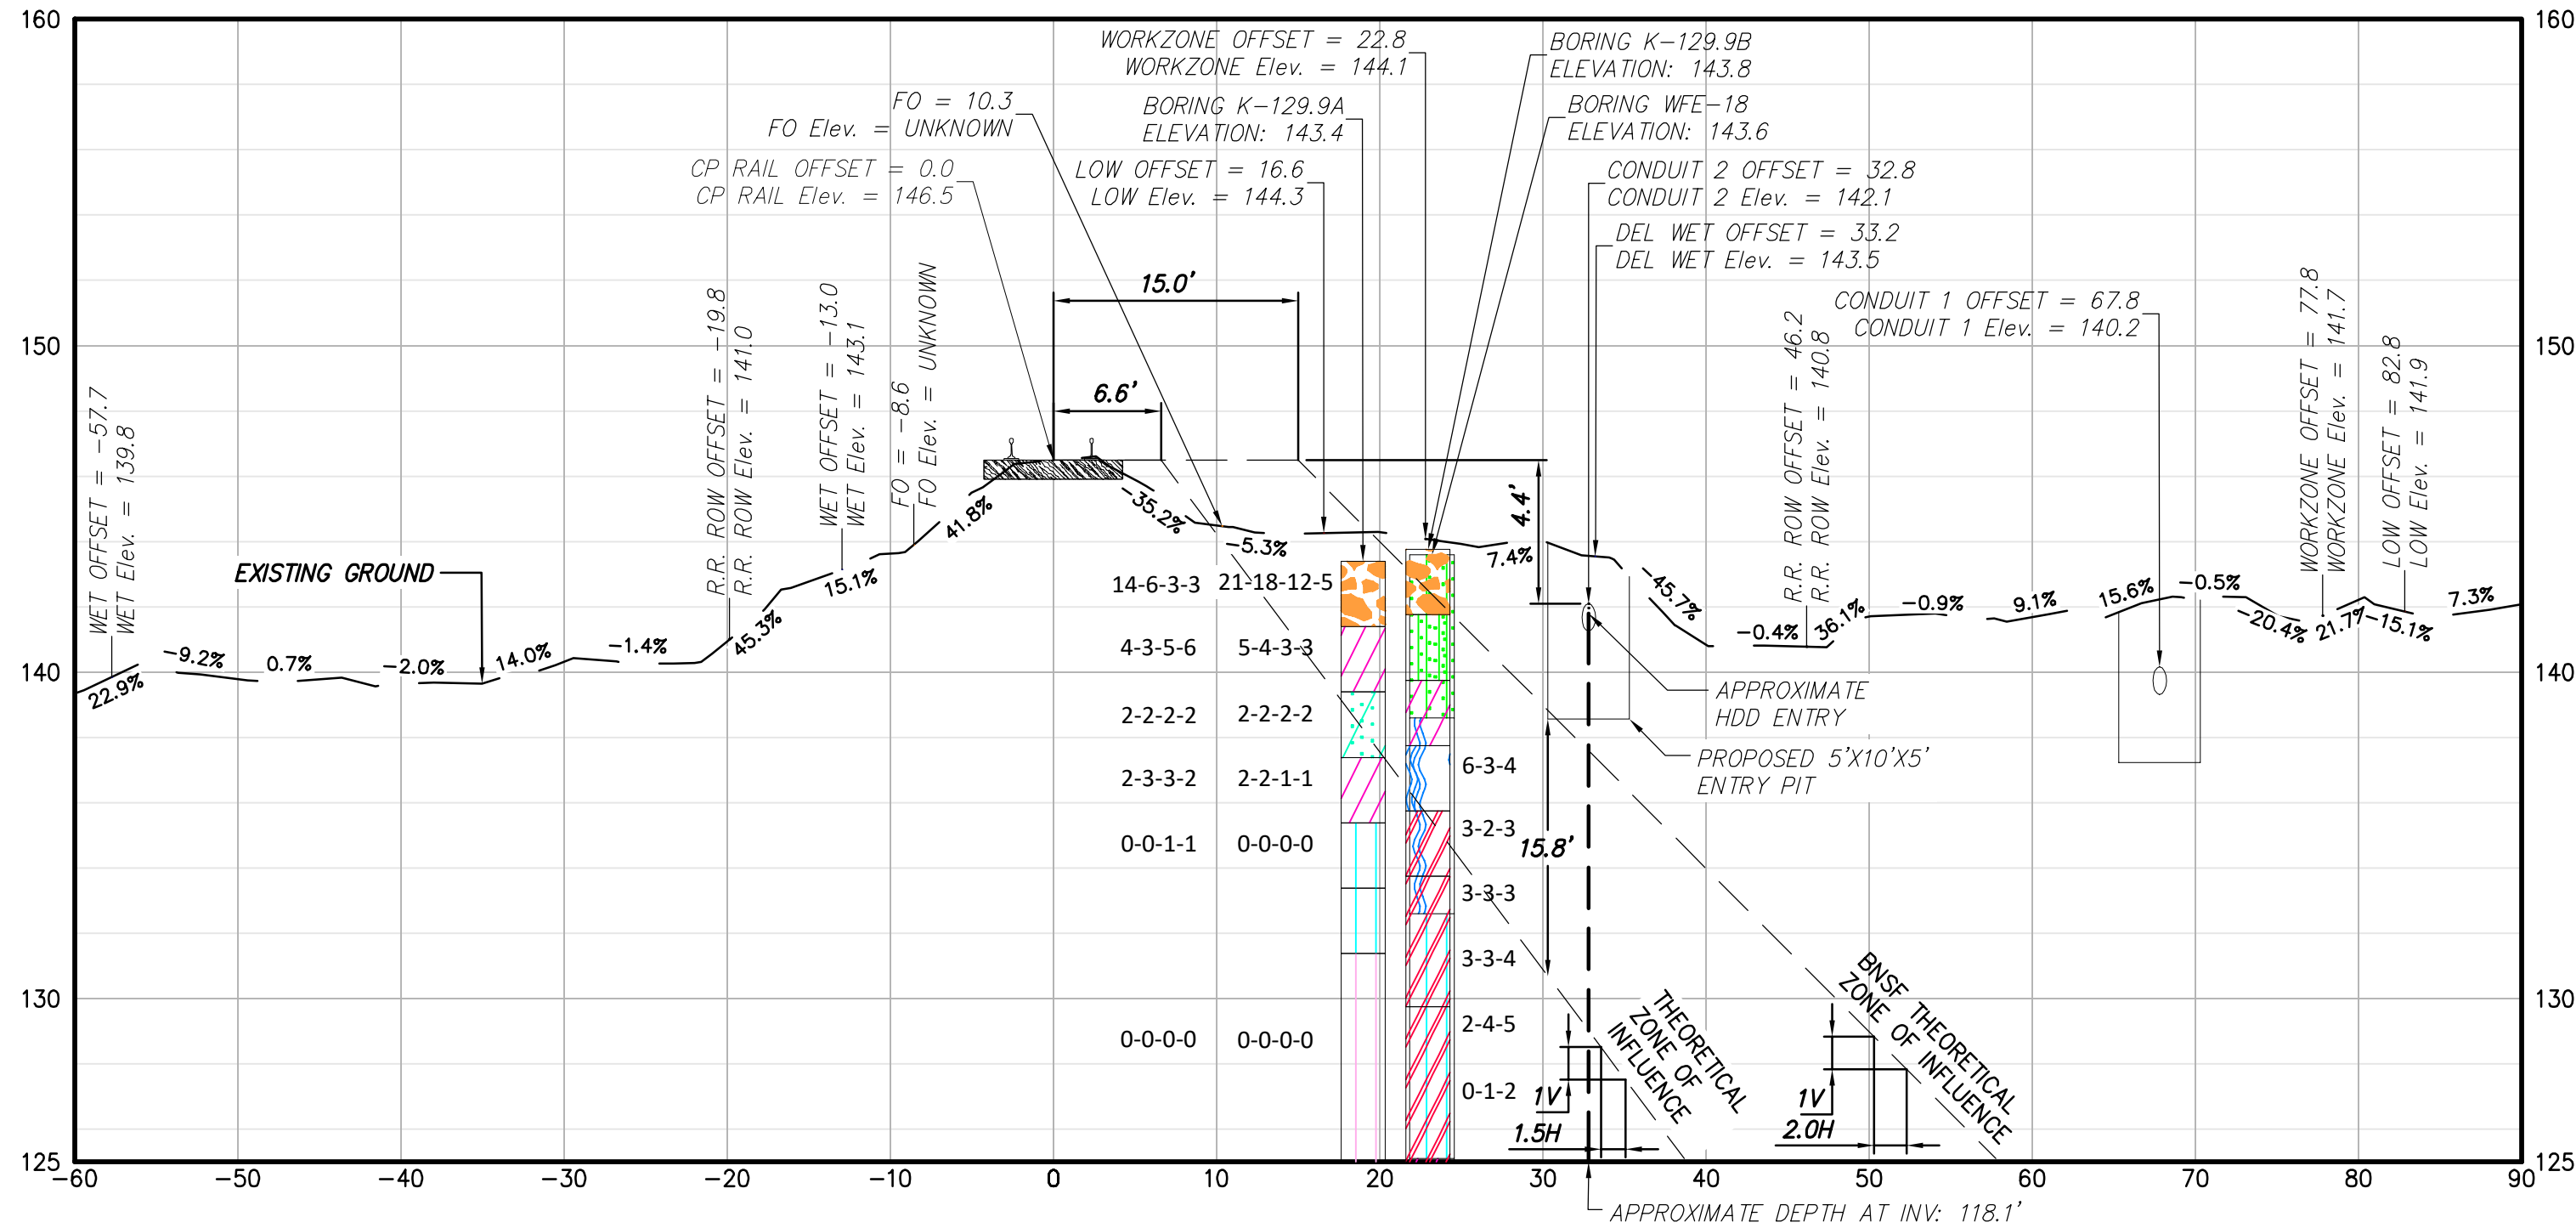 160
160
WORKZONE OFFSET = 22.8
WORKZONE Elev. = 144.1
BORING K-129.9B
ELEVATION: 143.8
FO = 10.3
FO Elev. = UNKNOWN
BORING K-129.9A
ELEVATION: 143.4
BORING WFE-18
ELEVATION: 143.6
CP RAIL OFFSET = 0.0
CP RAIL Elev. = 146.5
LOW OFFSET = 16.6
LOW Elev. = 144.3
CONDUIT 2 OFFSET = 32.8
CONDUIT 2 Elev. = 142.1
DEL WET OFFSET = 33.2
DEL WET Elev. = 143.5
CONDUIT 1 OFFSET = 67.8
CONDUIT 1 Elev. = 140.2
15.0'
6.6'
150
150
WET OFFSET = -57.7
WET Elev. = 139.8
R.R. ROW OFFSET = -19.8
R.R. ROW Elev. = 141.0
WET OFFSET = -13.0
WET Elev. = 143.1
FO = -8.6
FO Elev. = UNKNOWN
R.R. ROW OFFSET = 46.2
R.R. ROW Elev. = 140.8
WORKZONE OFFSET = 77.8
WORKZONE Elev. = 141.7
LOW OFFSET = 82.8
LOW Elev. = 141.9
EXISTING GROUND
22.9%
-9.2%
0.7%
-2.0%
14.0%
-1.4%
45.3%
15.1%
41.8%
-35.2%
-5.3%
7.4%
4.4'
-45.7%
-0.4%
36.1%
-0.9%
9.1%
15.6%
-0.5%
-20.4%
21.7%
-15.1%
7.3%
140
140
14-6-3-3
21-18-12-5
4-3-5-6
5-4-3-3
2-2-2-2
2-2-2-2
2-3-3-2
2-2-1-1
0-0-1-1
0-0-0-0
0-0-0-0
0-0-0-0
6-3-4
3-2-3
3-3-3
3-3-4
2-4-5
0-1-2
15.8'
APPROXIMATE
HDD ENTRY
PROPOSED 5'X10'X5'
ENTRY PIT
130
130
THEORETICAL
ZONE OF
INFLUENCE
BNSF THEORETICAL
ZONE OF INFLUENCE
1V
1.5H
1V
2.0H
125
125
-60
-50
-40
-30
-20
-10
0
10
20
30
40
50
60
70
80
90
APPROXIMATE DEPTH AT INV: 118.1'